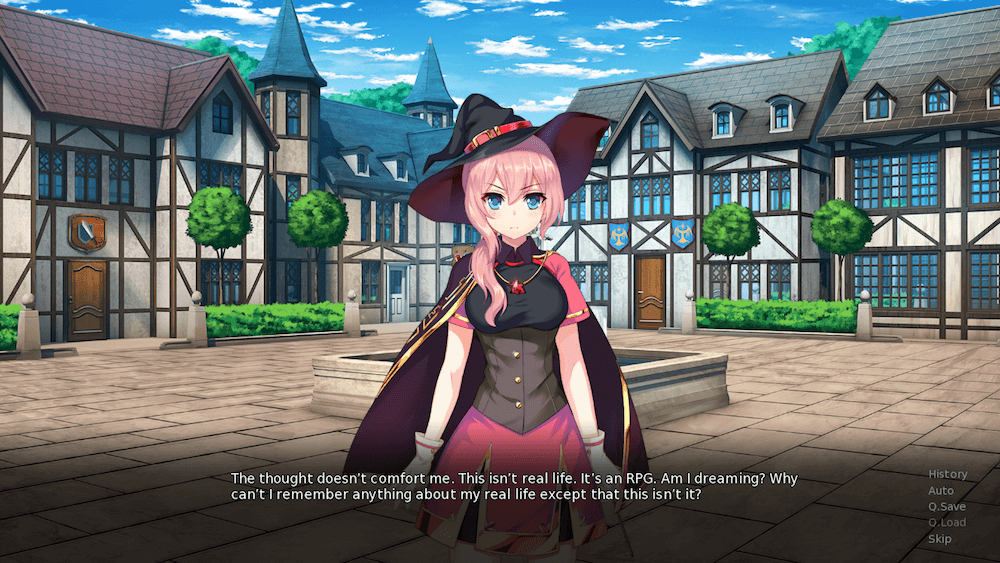 The thought doesn't comfort me. This isn't real life. It's an RPG. Am I dreaming? Why
can't I remember anything about my real life except that this isn't it?
History
Auto
Q.Save
Q.Load
Skip